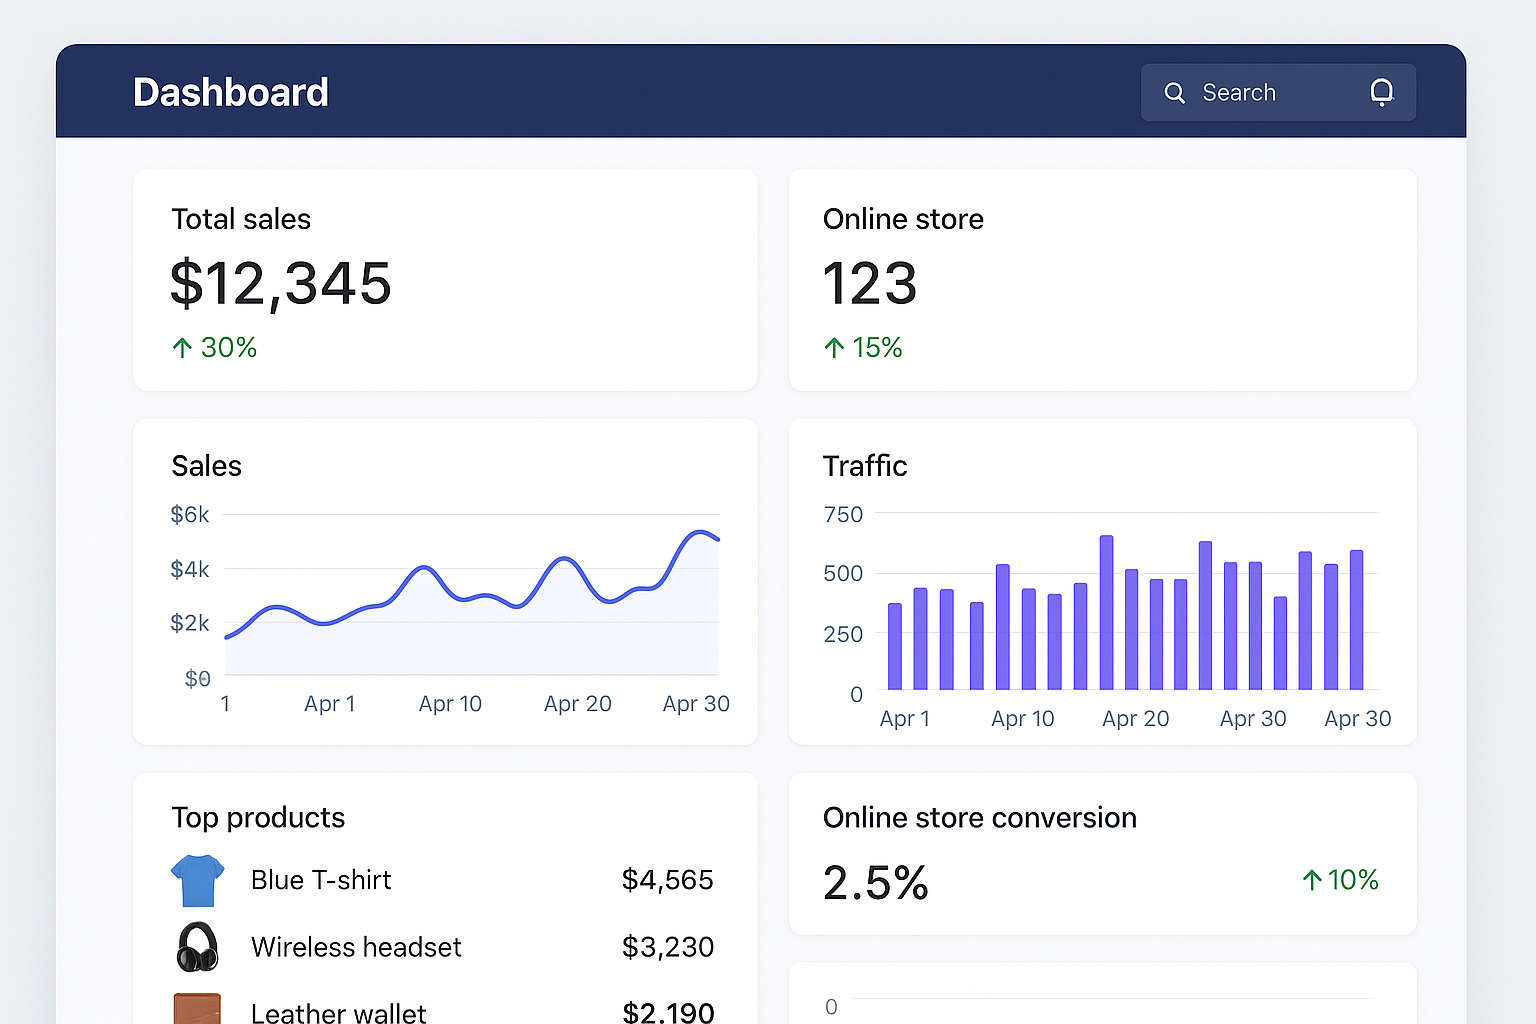 Dashboard
Search
Total sales
$12,345
↑ 30%
Online store
123
↑ 15%
Sales
$6k
$4k
$2k
$0
1 Apr 1 Apr 10 Apr 20 Apr 30
Traffic
750
500
250
0
Apr 1 Apr 10 Apr 20 Apr 30 Apr 30
Top products
Blue T-shirt $4,565
Wireless headset $3,230
Leather wallet $2.190
Online store conversion
2.5% ↑ 10%
0